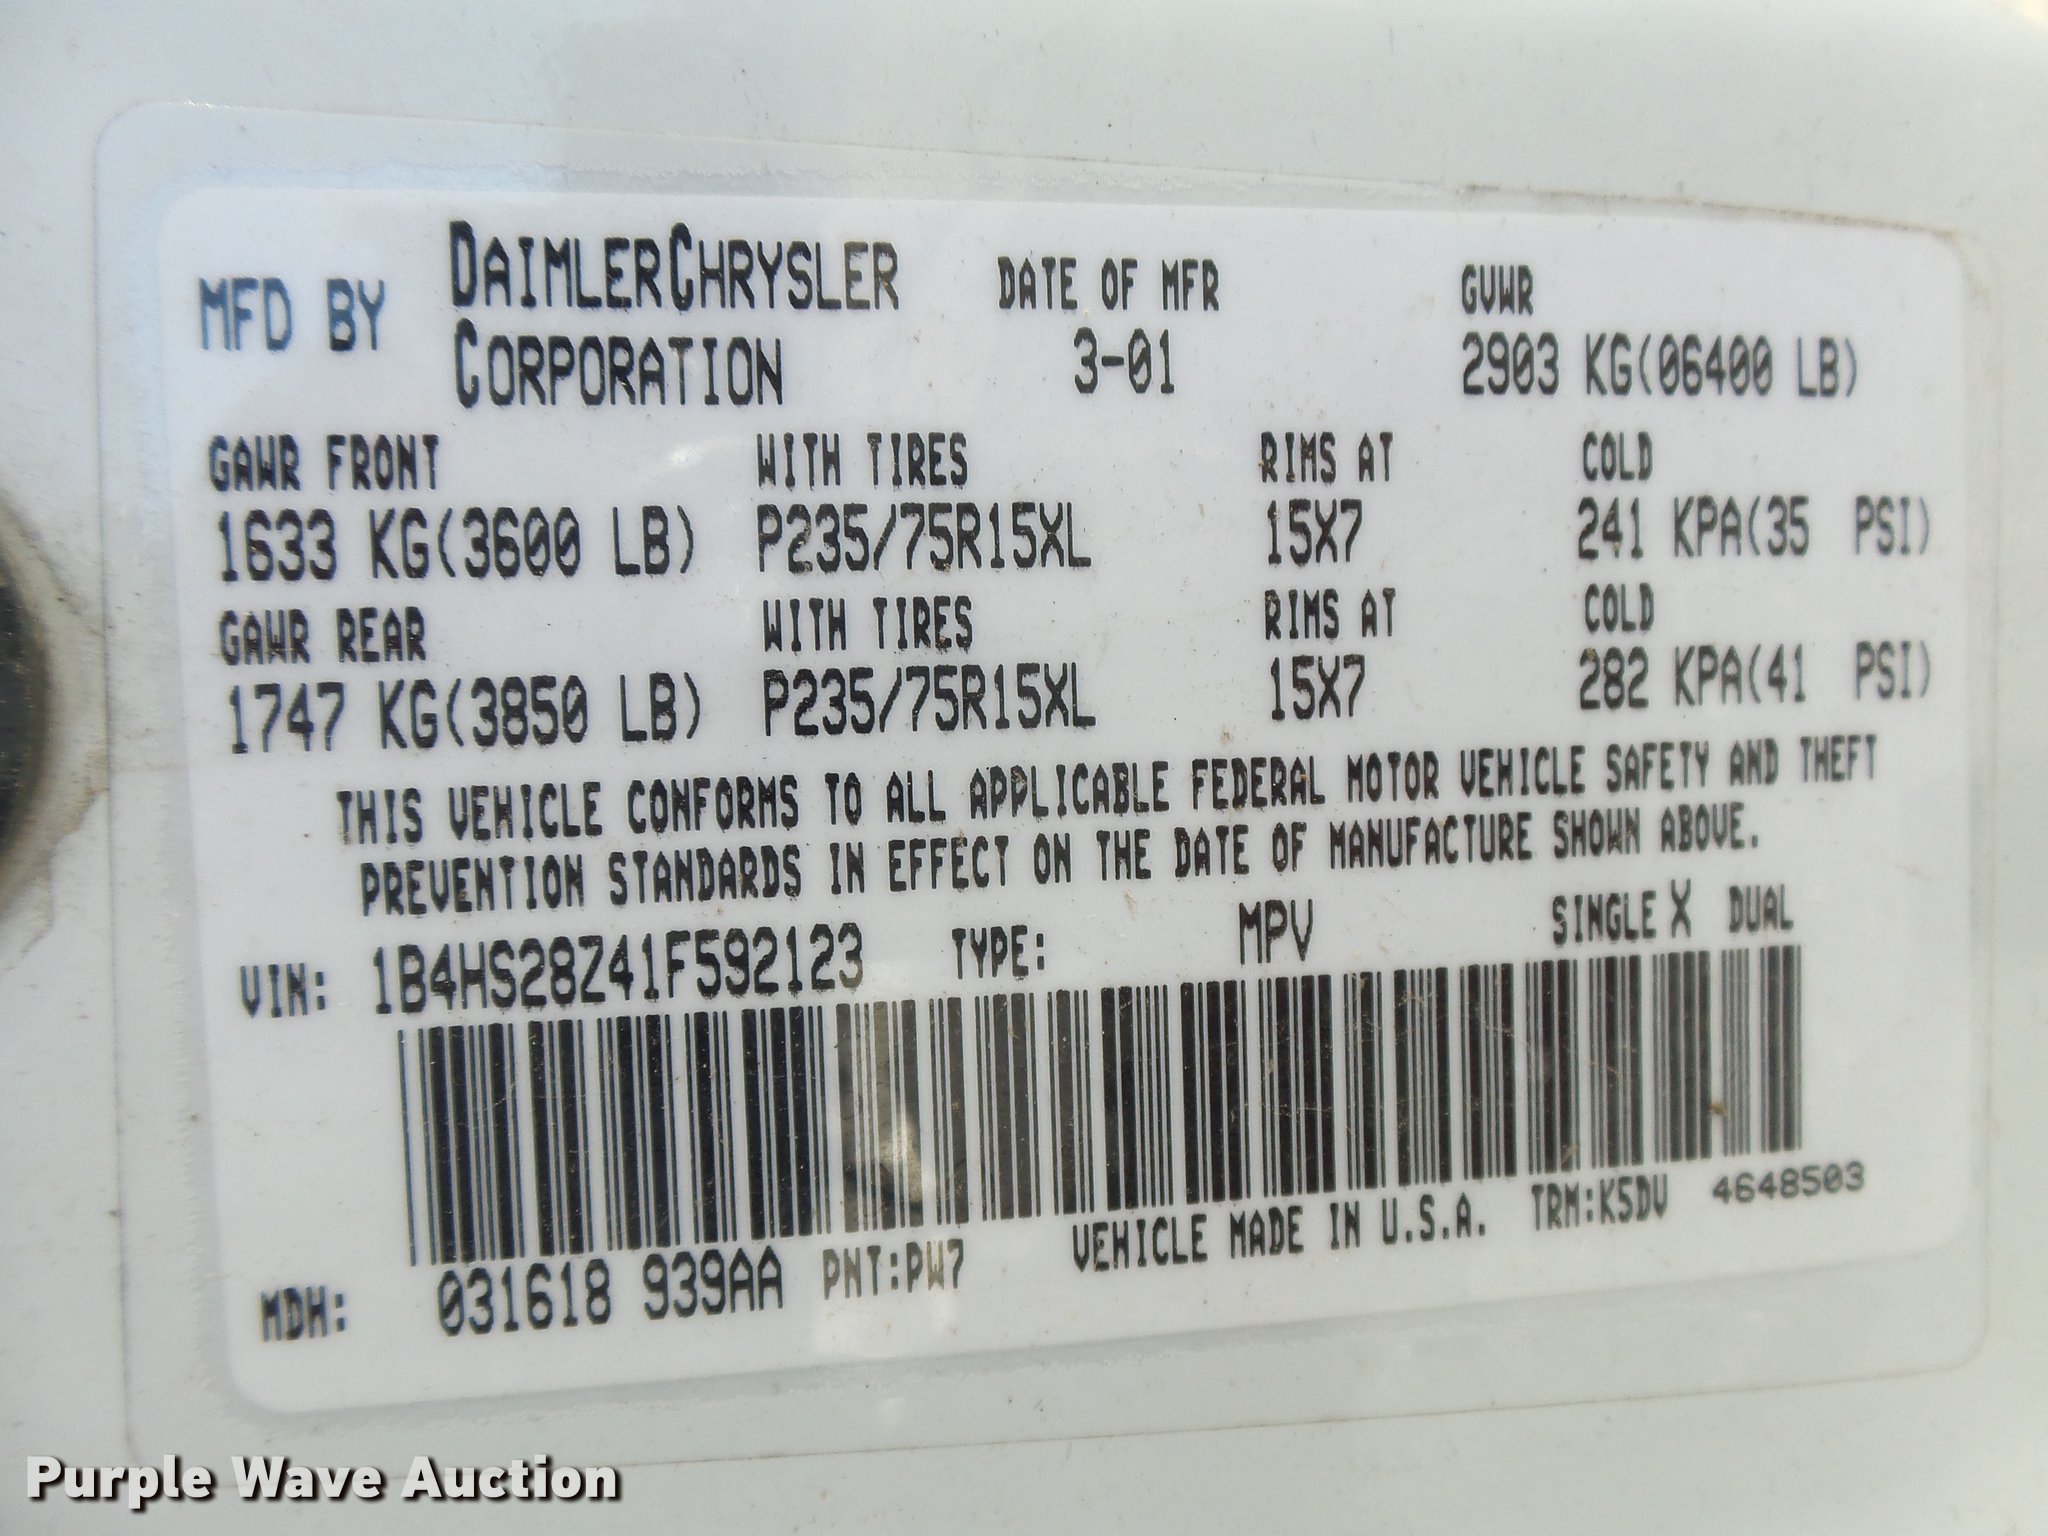 MFD BY DAIMLERCHRYSLER CORPORATION DATE OF MFR 3-01 GVWR 2903 KG(06400 LB)
GAWR FRONT WITH TIRES RIMS AT COLD
1633 KG(3600 LB) P235/75R15XL 15X7 241 KPA(35 PSI)
GAWR REAR WITH TIRES RIMS AT COLD
1747 KG(3850 LB) P235/75R15XL 15X7 282 KPA(41 PSI)
THIS VEHICLE CONFORMS TO ALL APPLICABLE FEDERAL MOTOR VEHICLE SAFETY AND THEFT
PREVENTION STANDARDS IN EFFECT ON THE DATE OF MANUFACTURE SHOWN ABOVE.
VIN: 1B4HS28Z41F592123 TYPE: MPV SINGLE X DUAL
MDH: 031618 939AA PNT:PW7 VEHICLE MADE IN U.S.A. TRM:K5DV 4648503
Purple Wave Auction